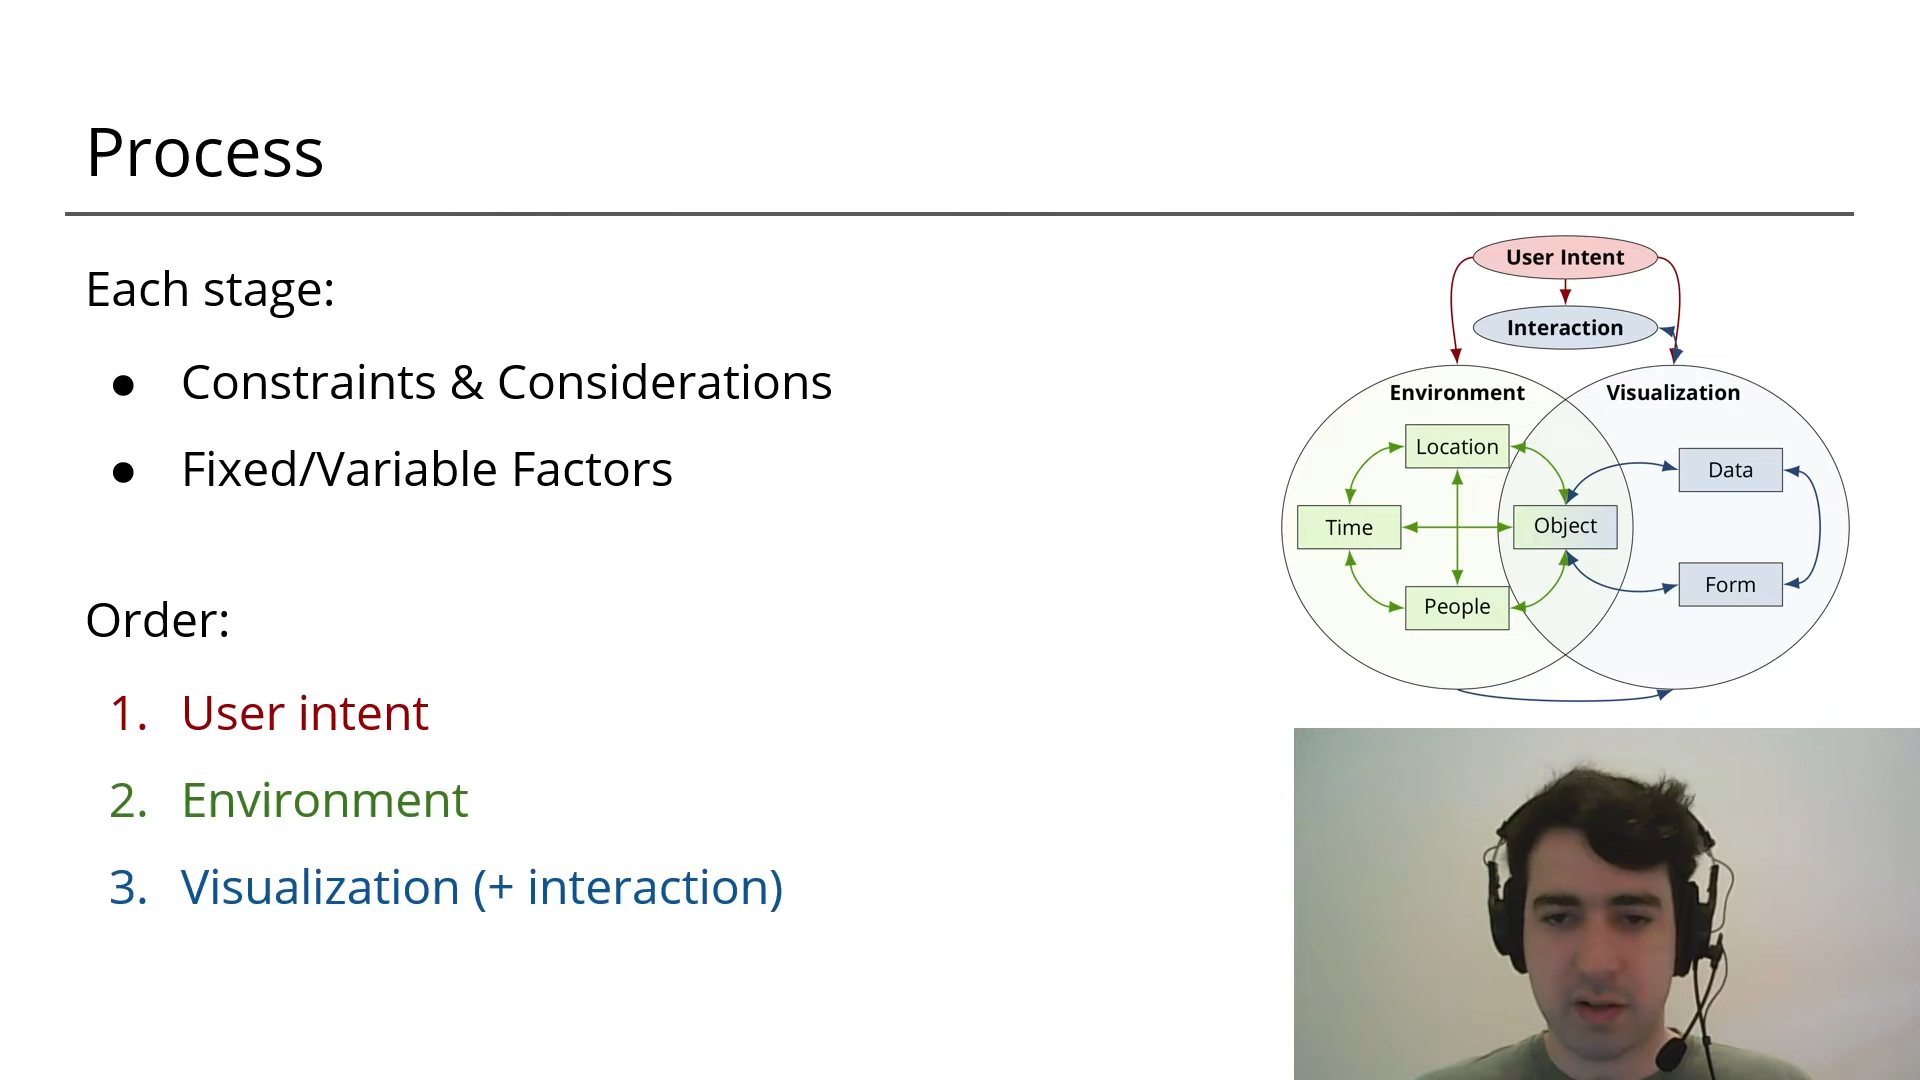 Process
Each stage:
● Constraints & Considerations
● Fixed/Variable Factors
Order:
1. User intent
2. Environment
3. Visualization (+ interaction)
User Intent
Interaction
Environment
Visualization
Location
Data
Time
Object
Form
People